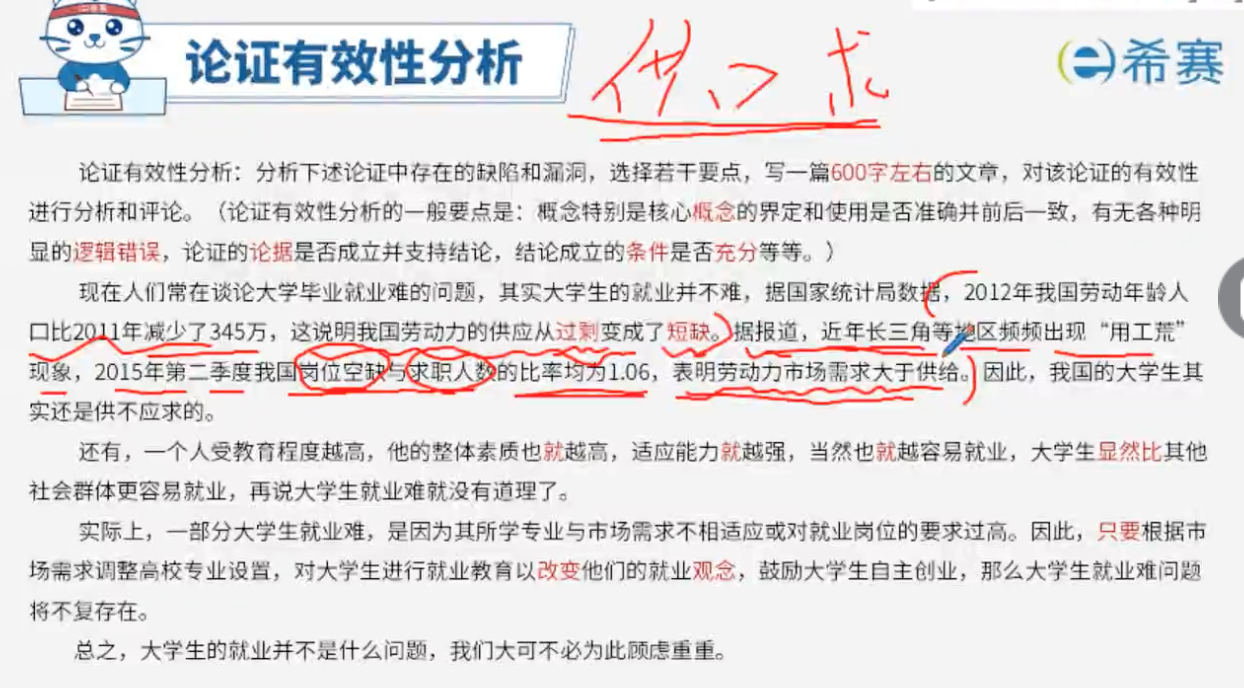 论证有效性分析
供 > 求
希赛
论证有效性分析：分析下述论证中存在的缺陷和漏洞，选择若干要点，写一篇600字左右的文章，对该论证的有效性
进行分析和评论。（论证有效性分析的一般要点是：概念特别是核心概念的界定和使用是否准确并前后一致，有无各种明
显的逻辑错误，论证的论据是否成立并支持结论，结论成立的条件是否充分等等。）
现在人们常在谈论大学毕业就业难的问题，其实大学生的就业并不难，据国家统计局数据，2012年我国劳动年龄人
口比2011年减少了345万，这说明我国劳动力的供应从过剩变成了短缺。据报道，近年长三角等地区频频出现“用工荒”
现象，2015年第二季度我国岗位空缺与求职人数的比率均为1.06，表明劳动力市场需求大于供给。因此，我国的大学生其
实还是供不应求的。
还有，一个人受教育程度越高，他的整体素质也就越高，适应能力就越强，当然也就越容易就业，大学生显然比其他
社会群体更容易就业，再说大学生就业难就没有道理了。
实际上，一部分大学生就业难，是因为其所学专业与市场需求不相适应或对就业岗位的要求过高。因此，只要根据市
场需求调整高校专业设置，对大学生进行就业教育以改变他们的就业观念，鼓励大学生自主创业，那么大学生就业难问题
将不复存在。
总之，大学生的就业并不是什么问题，我们大可不必为此顾虑重重。